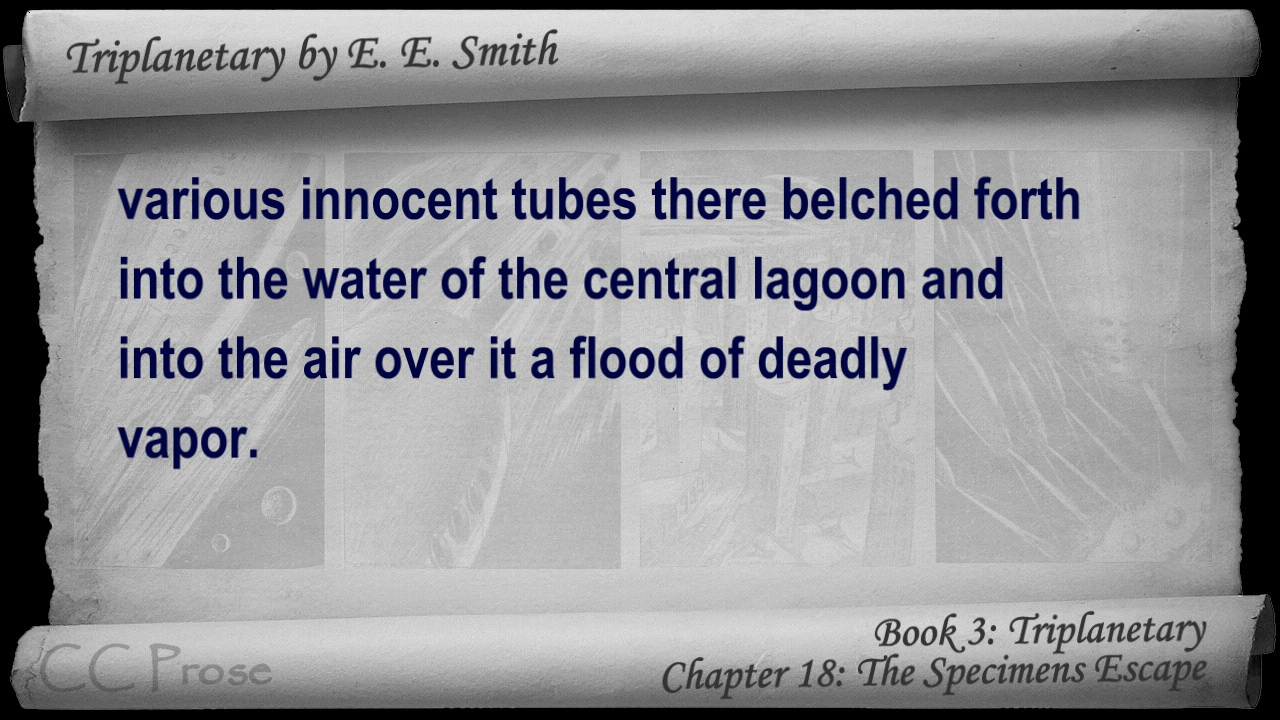 Triplanetary by E. E. Smith
various innocent tubes there belched forth
into the water of the central lagoon and
into the air over it a flood of deadly
vapor.
Book 3: Triplanetary
Chapter 18: The Specimens Escape
CC Prose